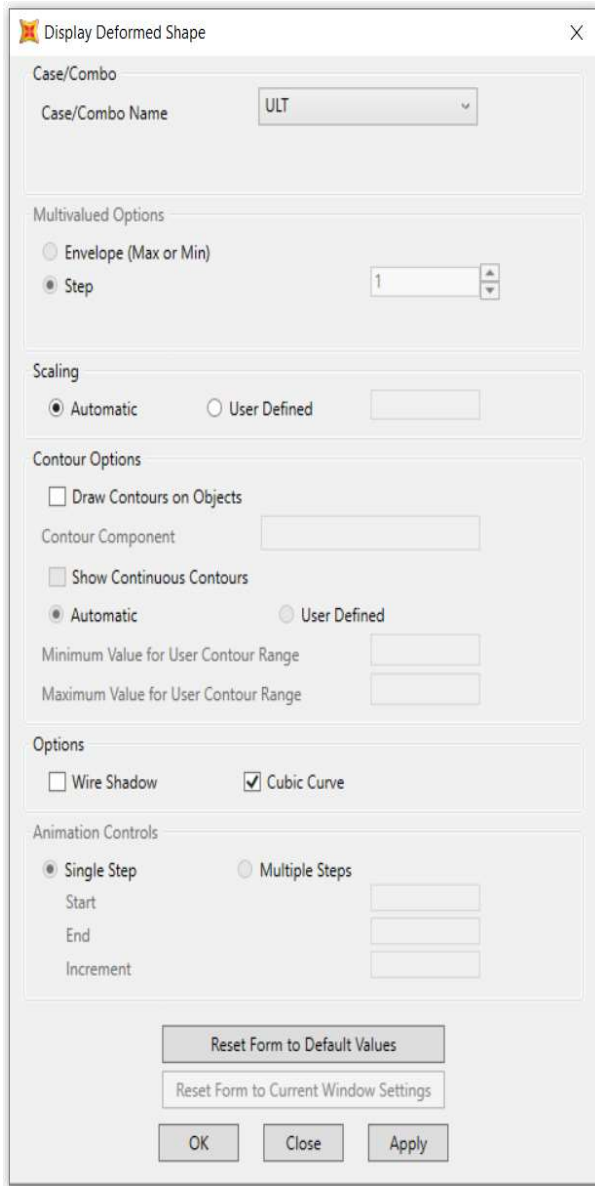 Display Deformed Shape
X
Case/Combo
Case/Combo Name
ULT
Multivalued Options
Envelope (Max or Min)
Step
1
Scaling
Automatic
User Defined
Contour Options
Draw Contours on Objects
Contour Component
Show Continuous Contours
Automatic
User Defined
Minimum Value for User Contour Range
Maximum Value for User Contour Range
Options
Wire Shadow
Cubic Curve
Animation Controls
Single Step
Multiple Steps
Start
End
Increment
Reset Form to Default Values
Reset Form to Current Window Settings
OK
Close
Apply